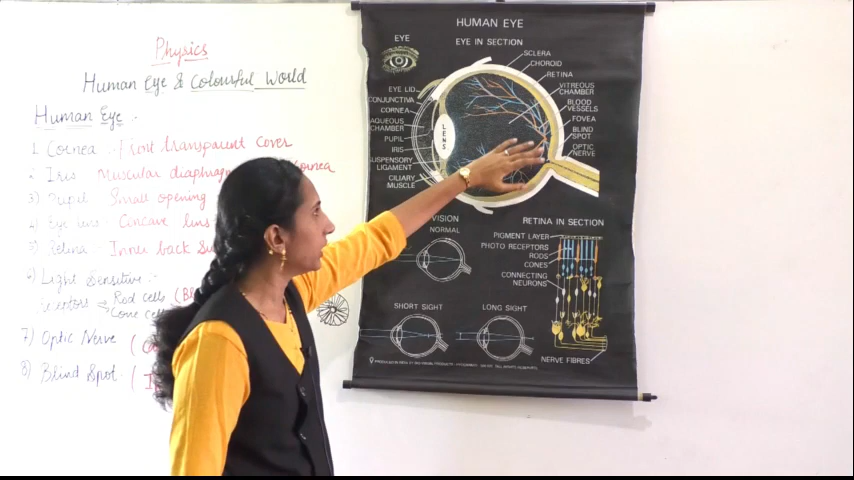 Physics
Human Eye & Colourful World
Human Eye :-
1. Cornea :- Front transparent cover
2. Iris Muscular diaphragm Cornea
3) Pupil Small opening
4) Eye lens : Concave lens
5) Retina - Inner back Su
6) Light Sensitive :-
Rod cells
Cone cel
7) Optic Nerve
8) Blind Spot
HUMAN EYE
EYE
EYE IN SECTION
SCLERA
CHOROID
RETINA
VITREOUS CHAMBER
BLOOD VESSELS
FOVEA
BLIND SPOT
OPTIC NERVE
EYE LID
CONJUNCTIVA
CORNEA
AQUEOUS CHAMBER
PUPIL
IRIS
SUSPENSORY LIGAMENT
CILIARY MUSCLE
LENS
VISION
NORMAL
SHORT SIGHT
LONG SIGHT
RETINA IN SECTION
PIGMENT LAYER
PHOTO RECEPTORS
RODS
CONES
CONNECTING NEURONS
NERVE FIBRES